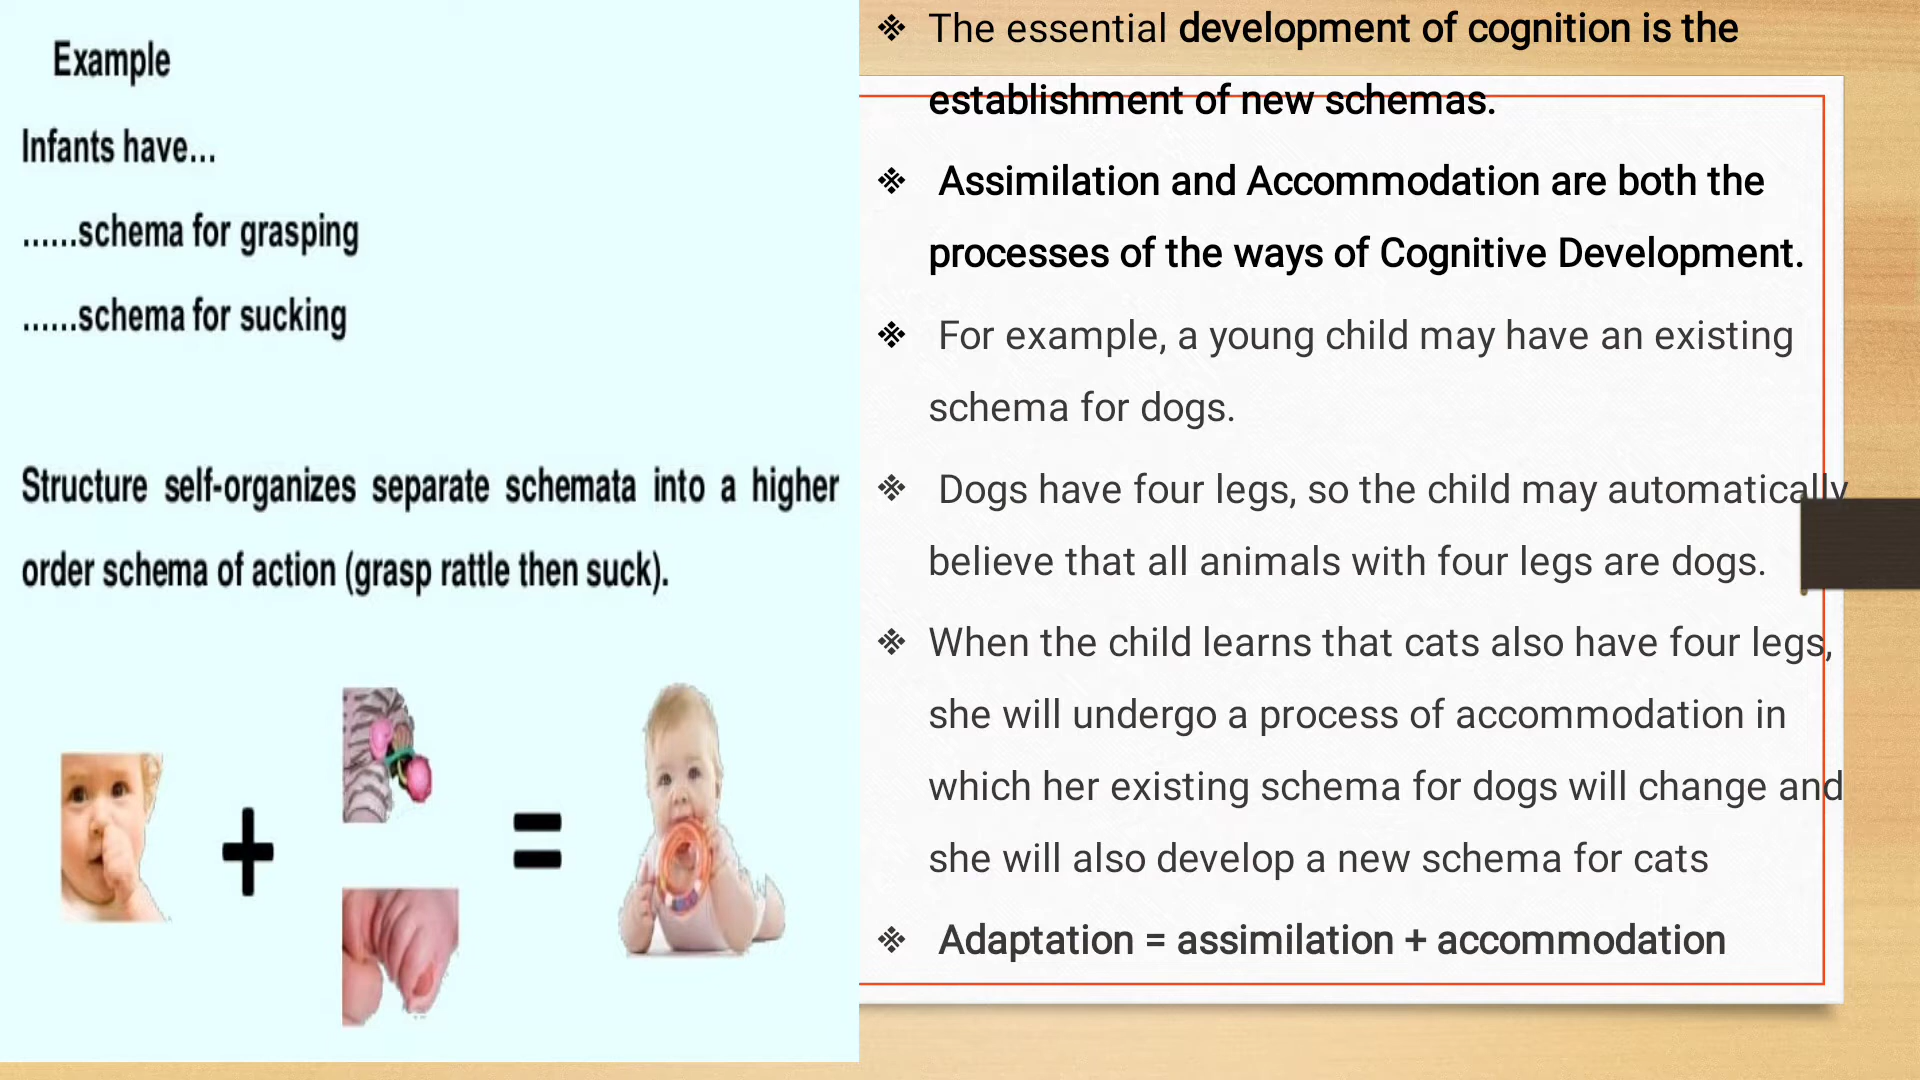 Example
Infants have...
......schema for grasping
......schema for sucking
Structure self-organizes separate schemata into a higher
order schema of action (grasp rattle then suck).
+
=
❖ The essential development of cognition is the
establishment of new schemas.
❖ Assimilation and Accommodation are both the
processes of the ways of Cognitive Development.
❖ For example, a young child may have an existing
schema for dogs.
❖ Dogs have four legs, so the child may automatically
believe that all animals with four legs are dogs.
❖ When the child learns that cats also have four legs,
she will undergo a process of accommodation in
which her existing schema for dogs will change and
she will also develop a new schema for cats
❖ Adaptation = assimilation + accommodation